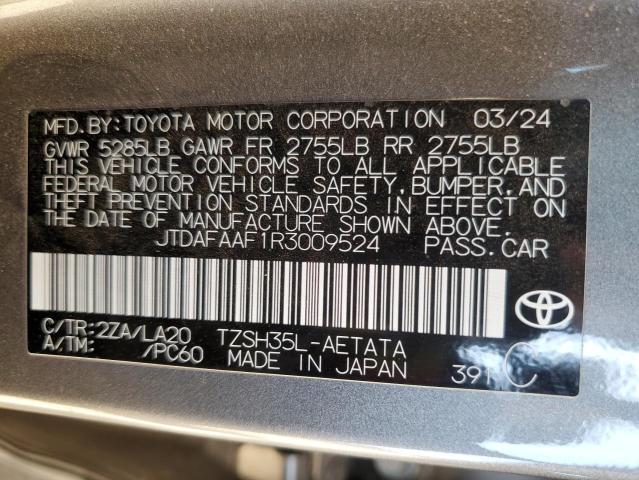 MFD.BY:TOYOTA MOTOR CORPORATION 03/24
GVWR 5285LB GAWR FR 2755LB RR 2755LB
THIS VEHICLE CONFORMS TO ALL APPLICABLE
FEDERAL MOTOR VEHICLE SAFETY,BUMPER,AND
THEFT PREVENTION STANDARDS IN EFFECT ON
THE DATE OF MANUFACTURE SHOWN ABOVE.
JTDAFAAF1R3009524 PASS.CAR
C/TR:2ZA/LA20 TZSH35L-AETATA
A/TM: /PC60 MADE IN JAPAN 391 C